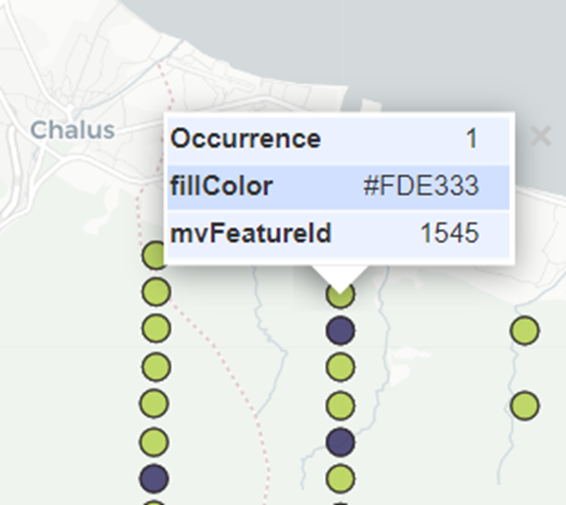 Chalus
Occurrence 1
fillColor #FDE333
mvFeatureId 1545
×